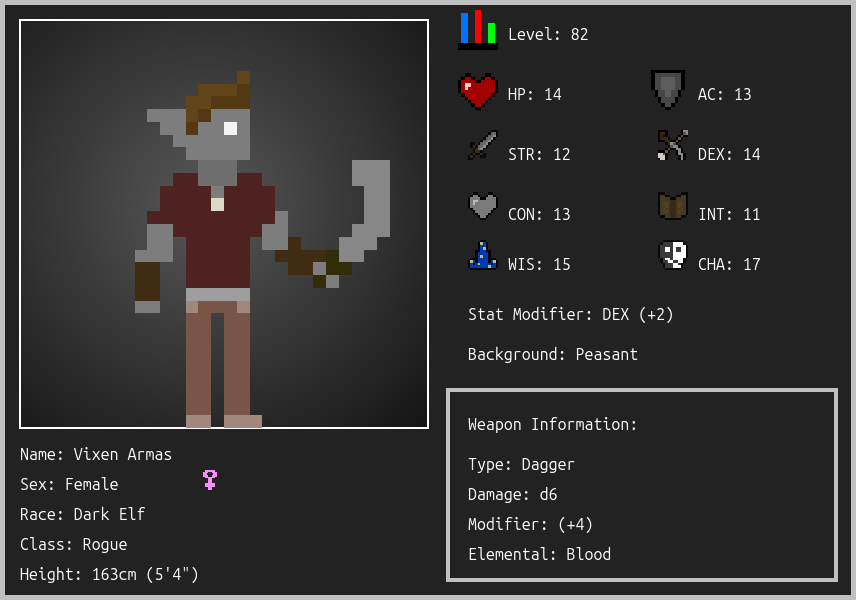 Level: 82
HP: 14
AC: 13
STR: 12
DEX: 14
CON: 13
INT: 11
WIS: 15
CHA: 17
Stat Modifier: DEX (+2)
Background: Peasant
Weapon Information:
Type: Dagger
Damage: d6
Modifier: (+4)
Elemental: Blood
Name: Vixen Armas
Sex: Female
Race: Dark Elf
Class: Rogue
Height: 163cm (5'4")